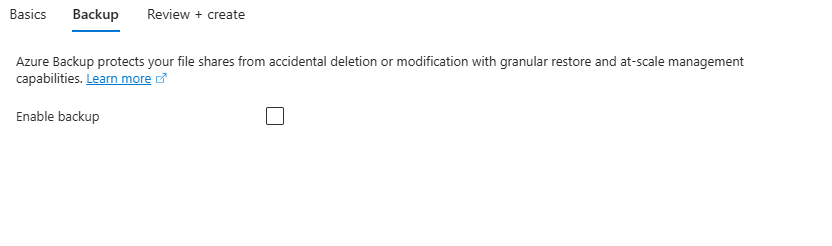 Basics Backup Review + create
Azure Backup protects your file shares from accidental deletion or modification with granular restore and at-scale management
capabilities. Learn more
Enable backup